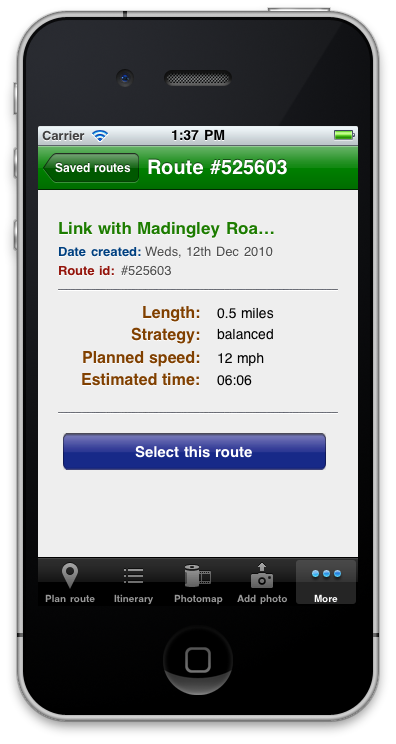 Carrier 1:37 PM
Saved routes Route #525603
Link with Madingley Roa...
Date created: Weds, 12th Dec 2010
Route id: #525603
Length: 0.5 miles
Strategy: balanced
Planned speed: 12 mph
Estimated time: 06:06
Select this route
Plan route Itinerary Photomap Add photo More